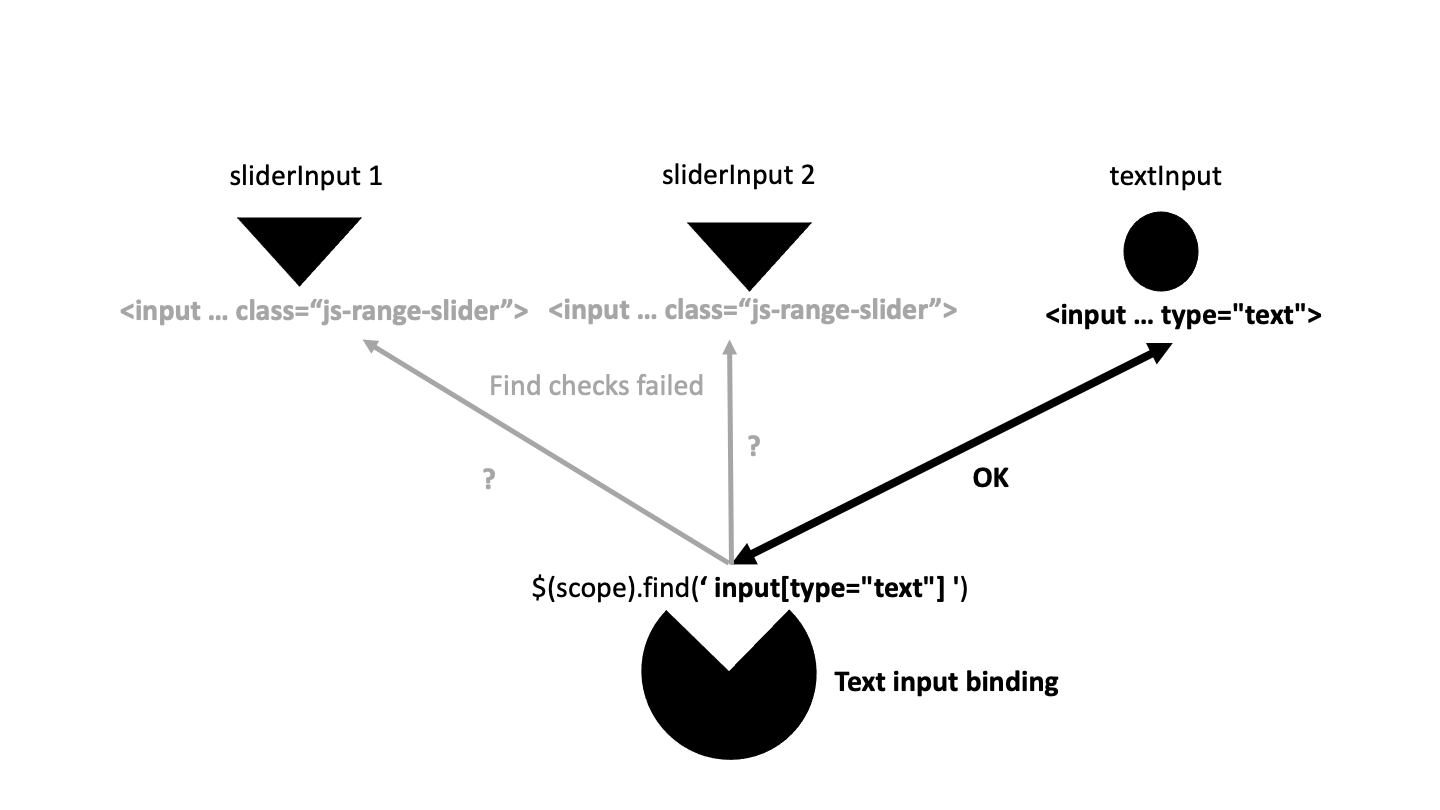 sliderInput 1
sliderInput 2
textInput
<input ... class=“js-range-slider”>
<input ... class=“js-range-slider”>
<input ... type="text">
Find checks failed
?
?
OK
$(scope).find(‘ input[type="text"] ')
Text input binding